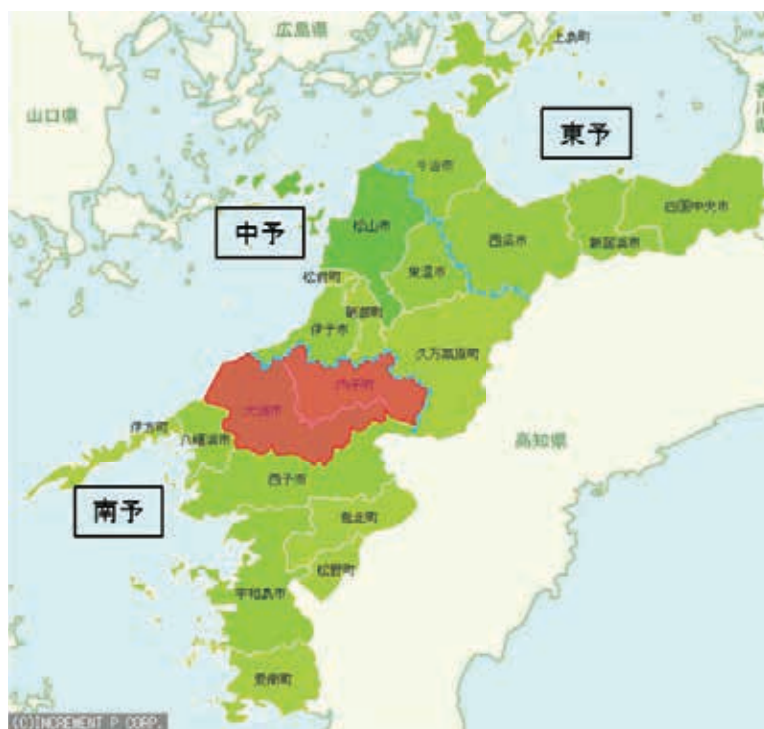 広島県
上島町
山口県
香川県
東予
今治市
中予
松山市
西条市
四国中央市
新居浜市
東温市
松前町
砥部町
伊予市
久万高原町
内子町
大洲市
伊方町
八幡浜市
高知県
西予市
南予
鬼北町
松野町
宇和島市
愛南町
(C)INCREMENT P CORP.